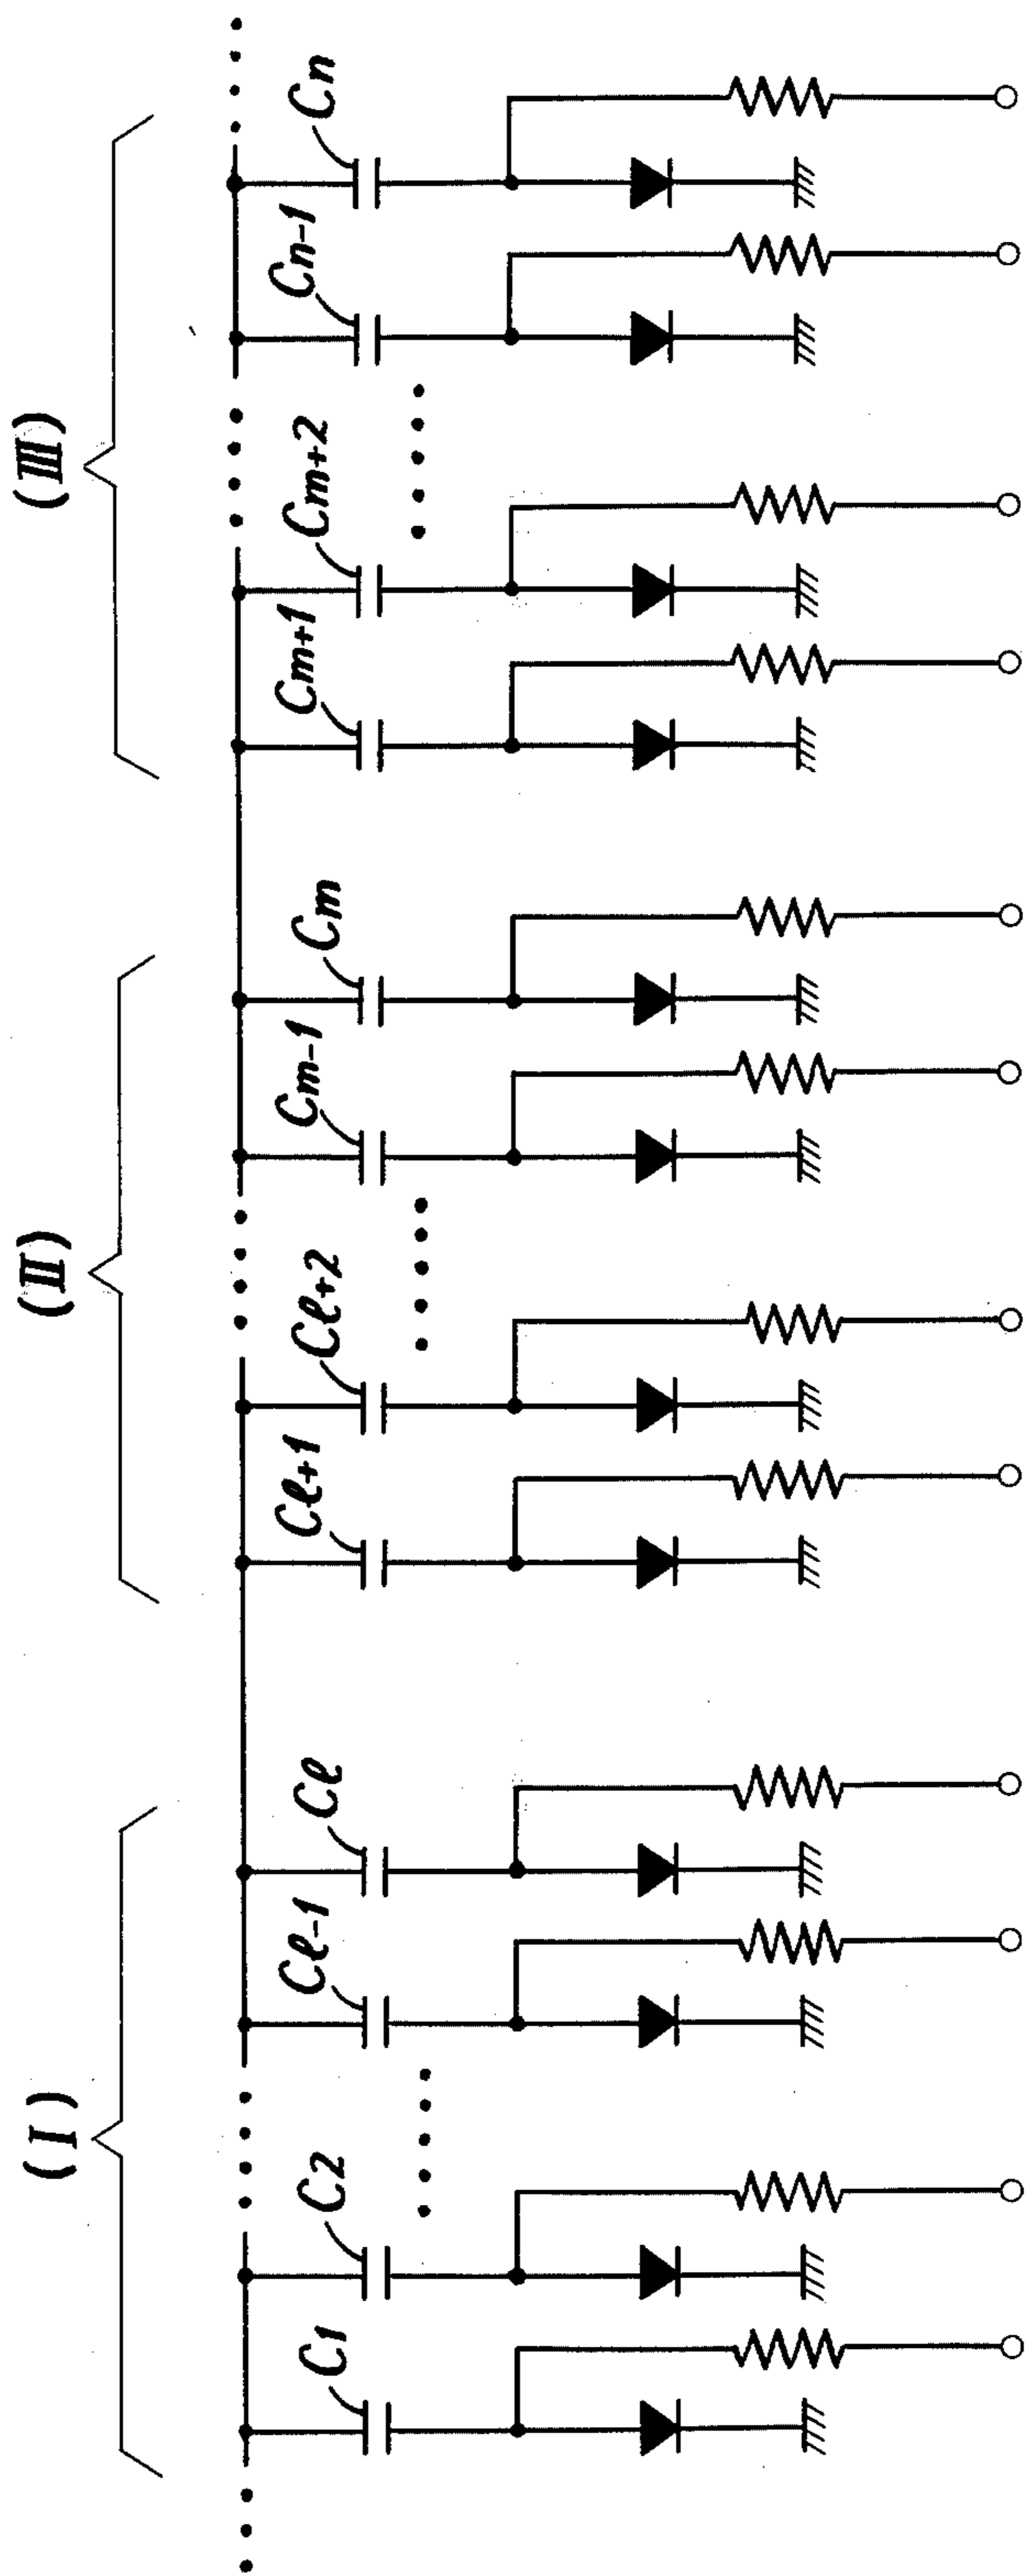 (I)
(II)
(III)
C1
C2
Cℓ-1
Cℓ
Cℓ+1
Cℓ+2
Cm-1
Cm
Cm+1
Cm+2
Cn-1
Cn